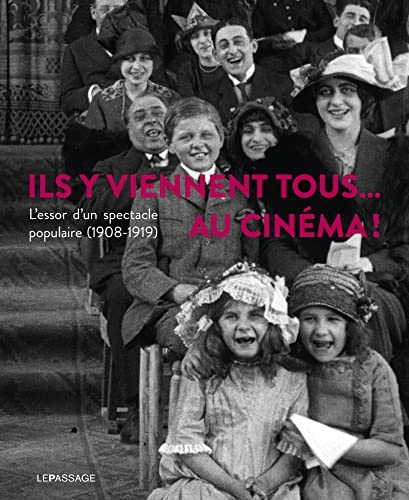 ILS Y VIENNENT TOUS...
AU CINÉMA !
L'essor d'un spectacle
populaire (1908-1919)
LEPASSAGE